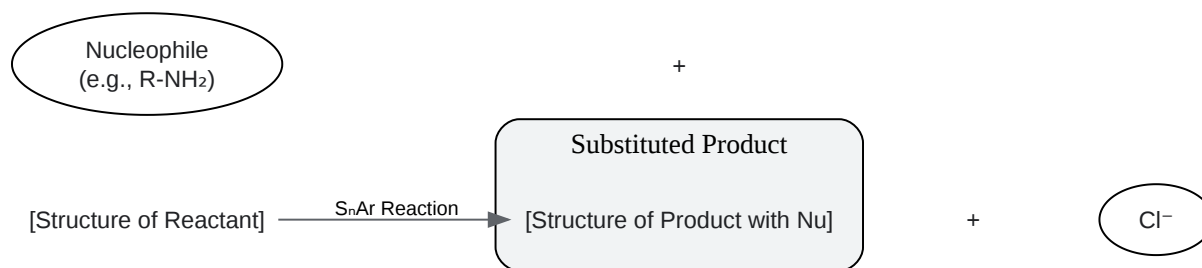 Nucleophile
(e.g., R-NH₂)
+
Substituted Product
[Structure of Reactant]
SₙAr Reaction
[Structure of Product with Nu]
+
Cl⁻